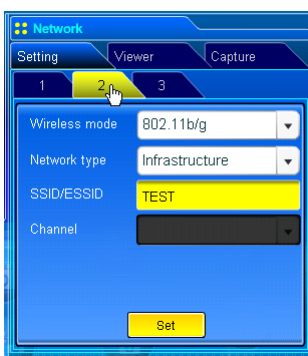 Network
Setting Viewer Capture
1 2 3
Wireless mode 802.11b/g
Network type Infrastructure
SSID/ESSID TEST
Channel
Set